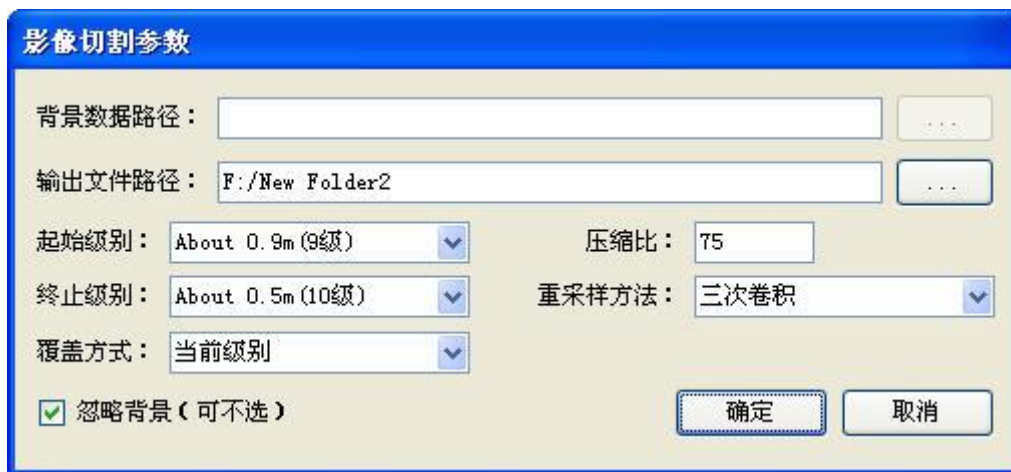 影像切割参数
背景数据路径：
...
输出文件路径： F:/New Folder2 ...
起始级别： About 0.9m(9级) 压缩比： 75
终止级别： About 0.5m(10级) 重采样方法： 三次卷积
覆盖方式： 当前级别
忽略背景(可不选) 确定 取消